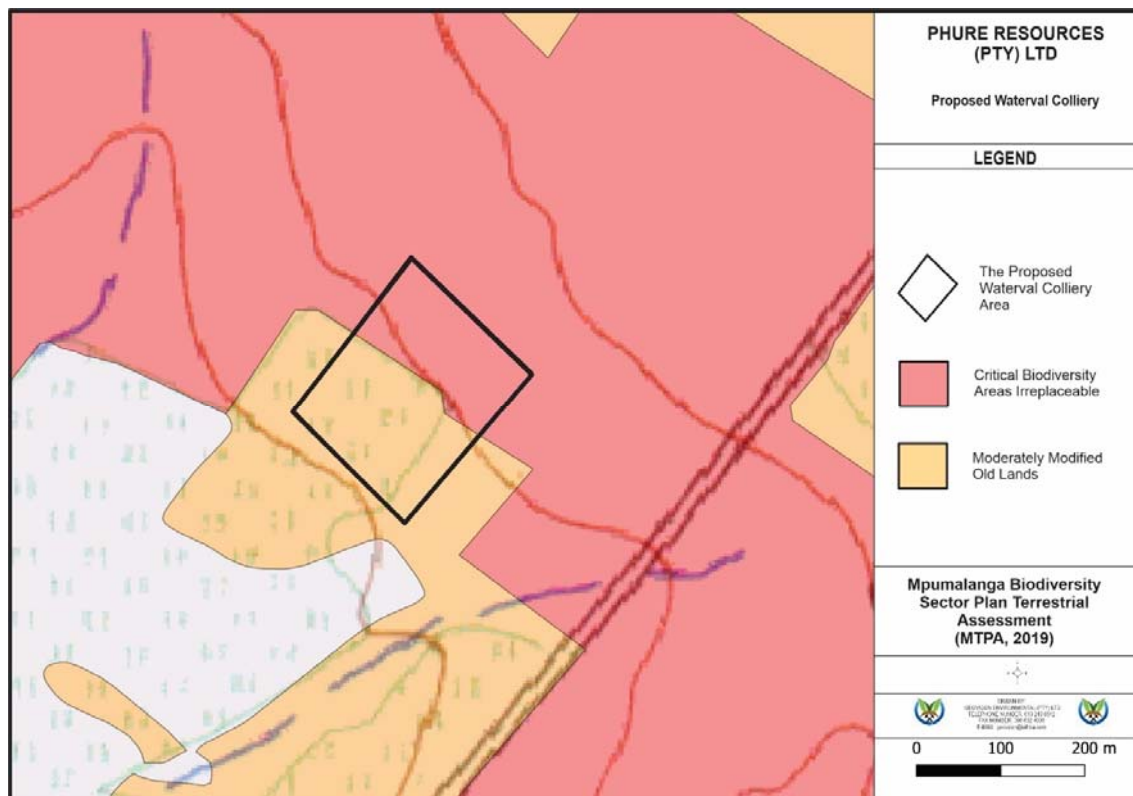 PHURE RESOURCES
(PTY) LTD
Proposed Waterval Colliery
LEGEND
The Proposed
Waterval Colliery
Area
Critical Biodiversity
Areas Irreplaceable
Moderately Modified
Old Lands
Mpumalanga Biodiversity
Sector Plan Terrestrial
Assessment
(MTPA, 2019)
0 100 200 m